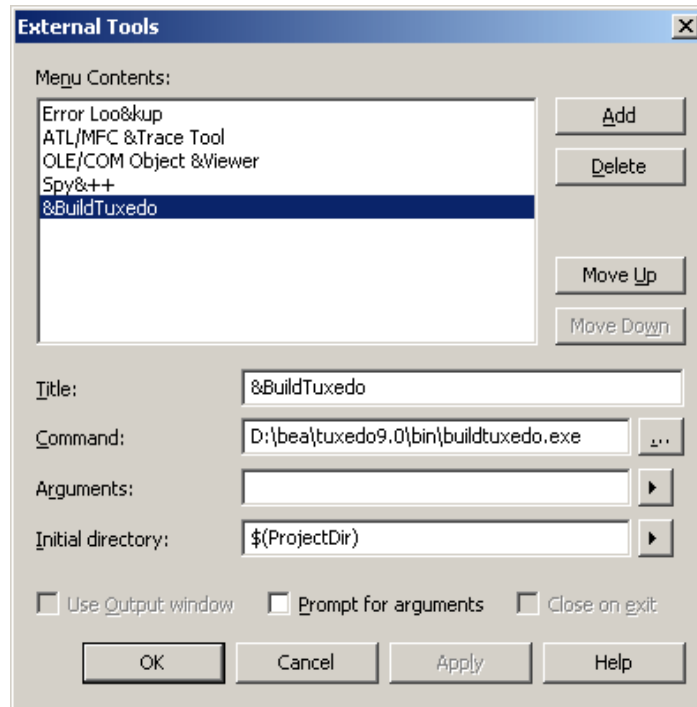 External Tools
Menu Contents:
Error Loo&kup
ATL/MFC &Trace Tool
OLE/COM Object &Viewer
Spy&++
&BuildTuxedo
Add
Delete
Move Up
Move Down
Title:
&BuildTuxedo
Command:
D:\bea\tuxedo9.0\bin\buildtuxedo.exe
...
Arguments:
Initial directory:
$(ProjectDir)
Use Output window
Prompt for arguments
Close on exit
OK
Cancel
Apply
Help